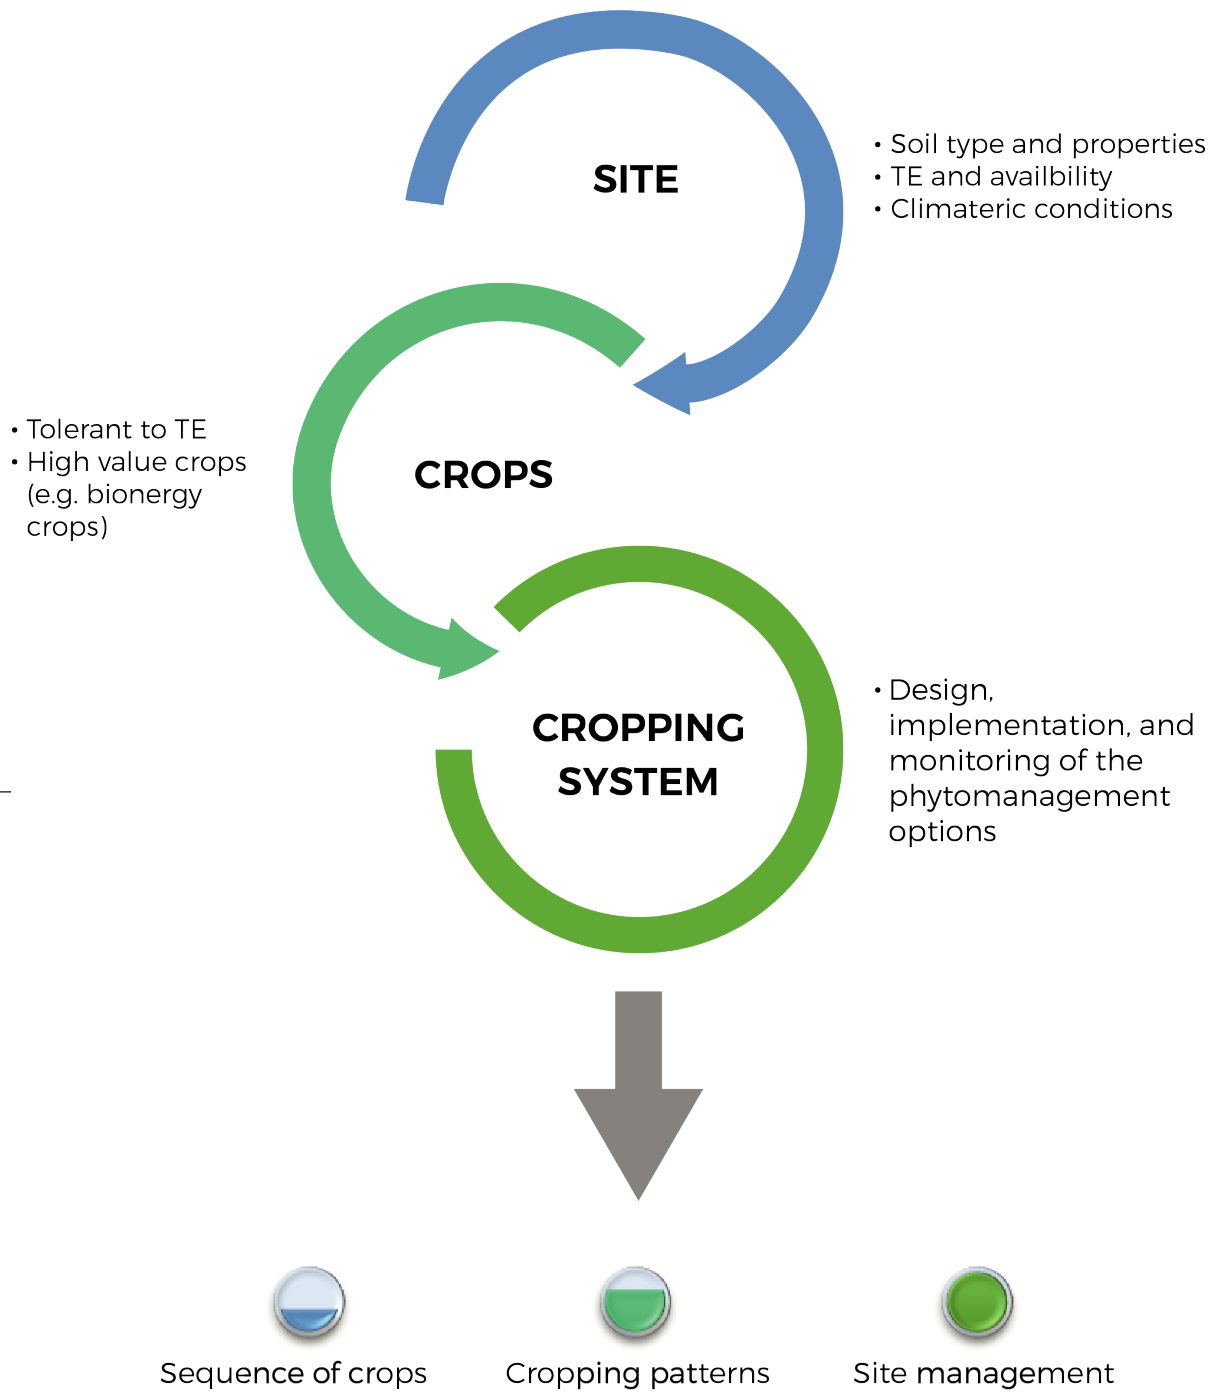 SITE
• Soil type and properties
• TE and availbility
• Climateric conditions
• Tolerant to TE
• High value crops
(e.g. bionergy
crops)
CROPS
CROPPING
SYSTEM
• Design,
implementation, and
monitoring of the
phytomanagement
options
Sequence of crops
Cropping patterns
Site management